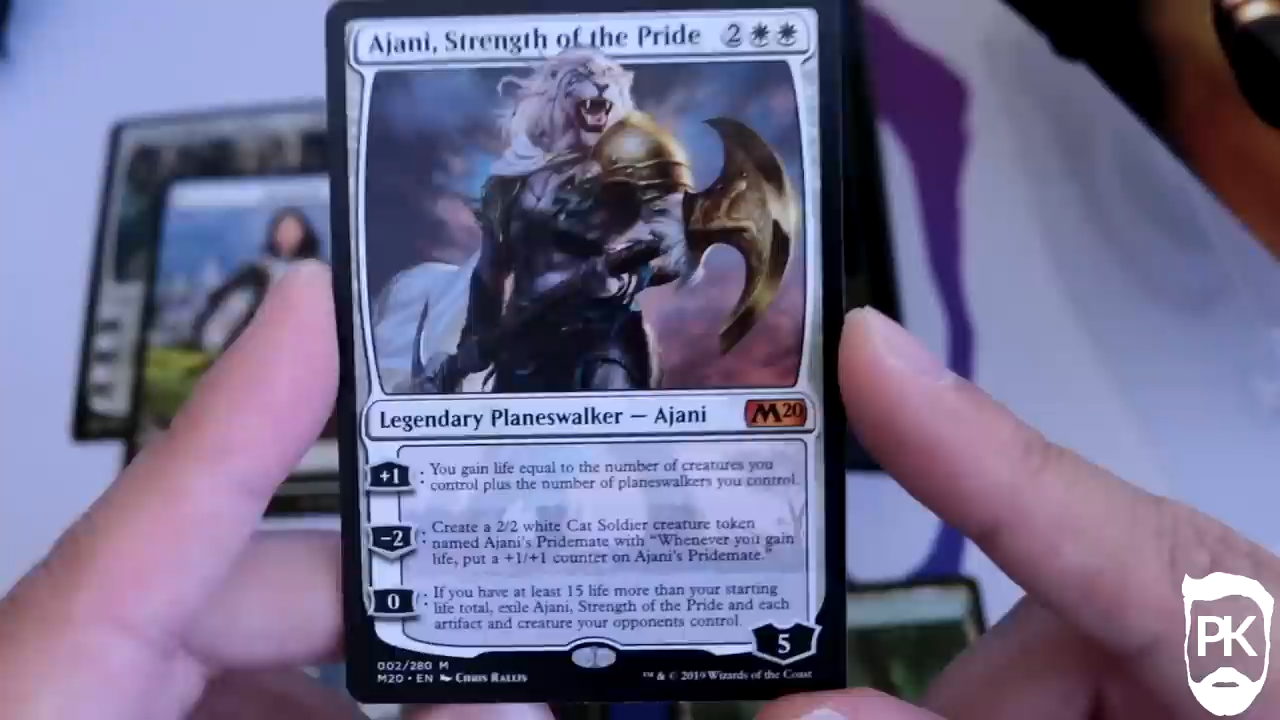 Ajani, Strength of the Pride 2
Legendary Planeswalker — Ajani M20
+1 : You gain life equal to the number of creatures you
control plus the number of planeswalkers you control.
-2 : Create a 2/2 white Cat Soldier creature token
named Ajani's Pridemate with "Whenever you gain
life, put a +1/+1 counter on Ajani's Pridemate."
0 : If you have at least 15 life more than your starting
life total, exile Ajani, Strength of the Pride and each
artifact and creature your opponents control.
5
002/280 M
M20 • EN Chris Rallis
™ & © 2019 Wizards of the Coast
PK